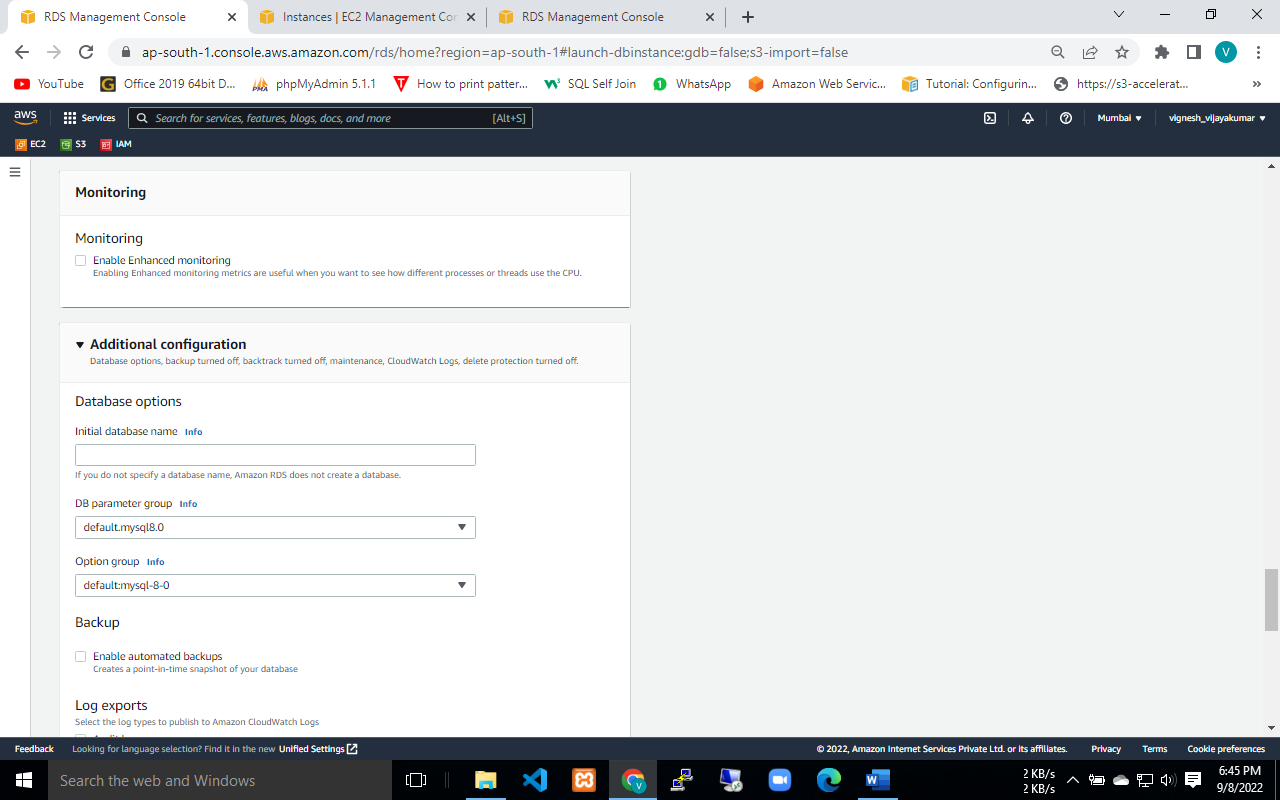 RDS Management Console
Instances | EC2 Management Con
RDS Management Console
ap-south-1.console.aws.amazon.com/rds/home?region=ap-south-1#launch-dbinstance:gdb=false;s3-import=false
V
YouTube
Office 2019 64bit D...
phpMyAdmin 5.1.1
How to print patter...
SQL Self Join
WhatsApp
Amazon Web Servic...
Tutorial: Configurin...
https://s3-accelerat...
»
aws
Services
Search for services, features, blogs, docs, and more
[Alt+S]
Mumbai
vignesh_vijayakumar
EC2
S3
IAM
Monitoring
Monitoring
Enable Enhanced monitoring
Enabling Enhanced monitoring metrics are useful when you want to see how different processes or threads use the CPU.
Additional configuration
Database options, backup turned off, backtrack turned off, maintenance, CloudWatch Logs, delete protection turned off.
Database options
Initial database name Info
If you do not specify a database name, Amazon RDS does not create a database.
DB parameter group Info
default.mysql8.0
Option group Info
default:mysql-8-0
Backup
Enable automated backups
Creates a point-in-time snapshot of your database
Log exports
Select the log types to publish to Amazon CloudWatch Logs
Feedback
Looking for language selection? Find it in the new Unified Settings
© 2022, Amazon Internet Services Private Ltd. or its affiliates.
Privacy
Terms
Cookie preferences
Search the web and Windows
2 KB/s
2 KB/s
6:45 PM
9/8/2022